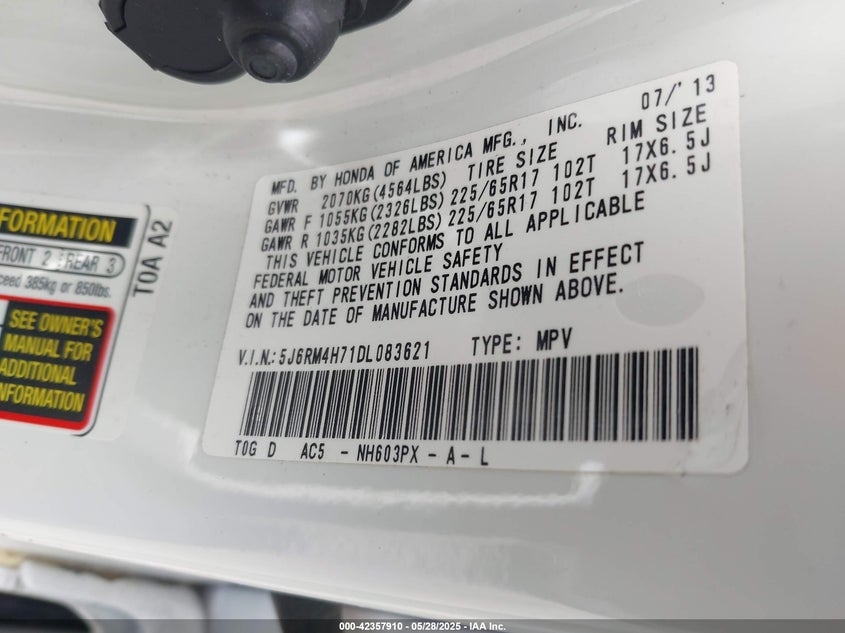 07/'13
MFD. BY HONDA OF AMERICA MFG., INC.
GVWR 2070KG(4564LBS) TIRE SIZE RIM SIZE
GAWR F 1055KG(2326LBS) 225/65R17 102T 17X6.5J
GAWR R 1035KG(2282LBS) 225/65R17 102T 17X6.5J
THIS VEHICLE CONFORMS TO ALL APPLICABLE
FEDERAL MOTOR VEHICLE SAFETY
AND THEFT PREVENTION STANDARDS IN EFFECT
ON THE DATE OF MANUFACTURE SHOWN ABOVE.
V.I.N.: 5J6RM4H71DL083621 TYPE: MPV
T0G D AC5 - NH603PX - A - L
FORMATION
FRONT 2 REAR 3
ceed 385kg or 850lbs.
T0A A2
SEE OWNER'S
MANUAL FOR
ADDITIONAL
INFORMATION
000-42357910 — 05/28/2025 — IAA Inc.